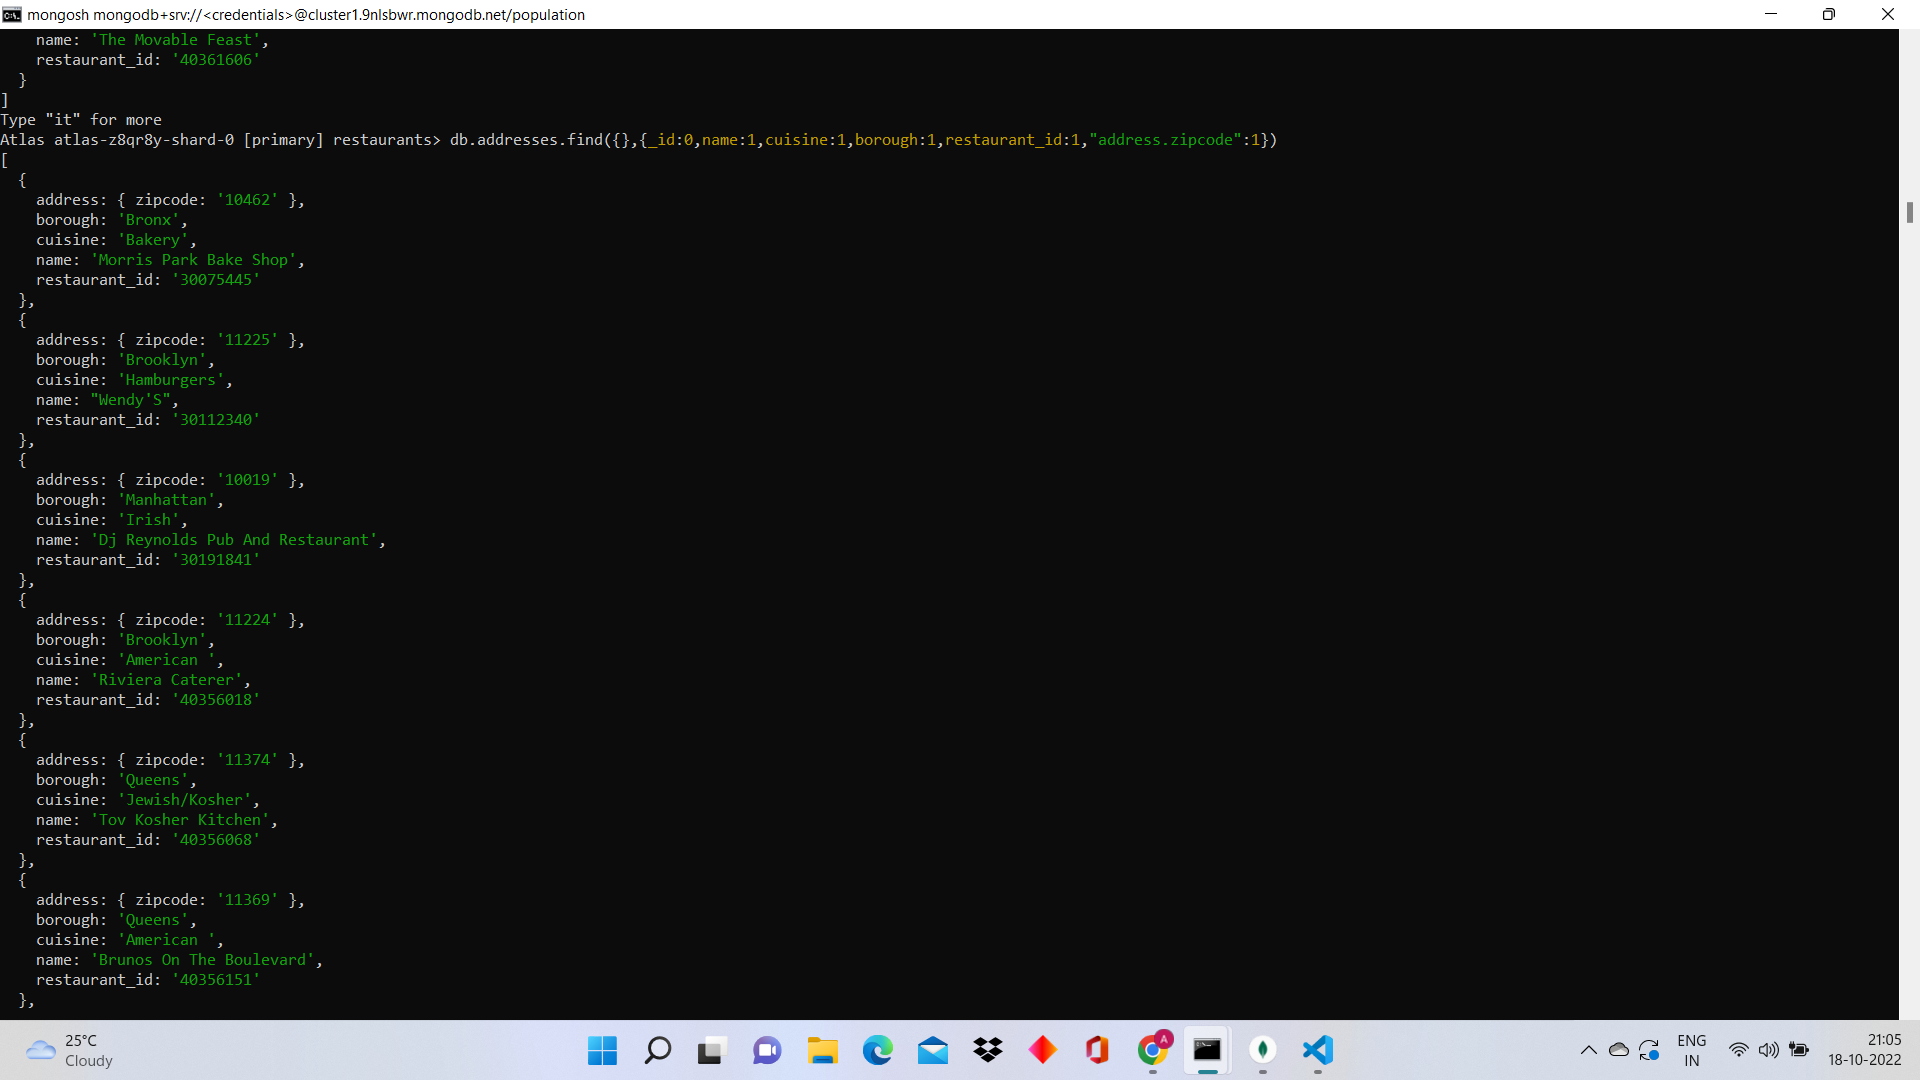 mongosh mongodb+srv://<credentials>@cluster1.9nlsbwr.mongodb.net/population
    name: 'The Movable Feast',
    restaurant_id: '40361606'
  }
]
Type "it" for more
Atlas atlas-z8qr8y-shard-0 [primary] restaurants> db.addresses.find({},{_id:0,name:1,cuisine:1,borough:1,restaurant_id:1,"address.zipcode":1})
[
  {
    address: { zipcode: '10462' },
    borough: 'Bronx',
    cuisine: 'Bakery',
    name: 'Morris Park Bake Shop',
    restaurant_id: '30075445'
  },
  {
    address: { zipcode: '11225' },
    borough: 'Brooklyn',
    cuisine: 'Hamburgers',
    name: "Wendy'S",
    restaurant_id: '30112340'
  },
  {
    address: { zipcode: '10019' },
    borough: 'Manhattan',
    cuisine: 'Irish',
    name: 'Dj Reynolds Pub And Restaurant',
    restaurant_id: '30191841'
  },
  {
    address: { zipcode: '11224' },
    borough: 'Brooklyn',
    cuisine: 'American ',
    name: 'Riviera Caterer',
    restaurant_id: '40356018'
  },
  {
    address: { zipcode: '11374' },
    borough: 'Queens',
    cuisine: 'Jewish/Kosher',
    name: 'Tov Kosher Kitchen',
    restaurant_id: '40356068'
  },
  {
    address: { zipcode: '11369' },
    borough: 'Queens',
    cuisine: 'American ',
    name: 'Brunos On The Boulevard',
    restaurant_id: '40356151'
  },
25°C
Cloudy
A
ENG
IN
21:05
18-10-2022